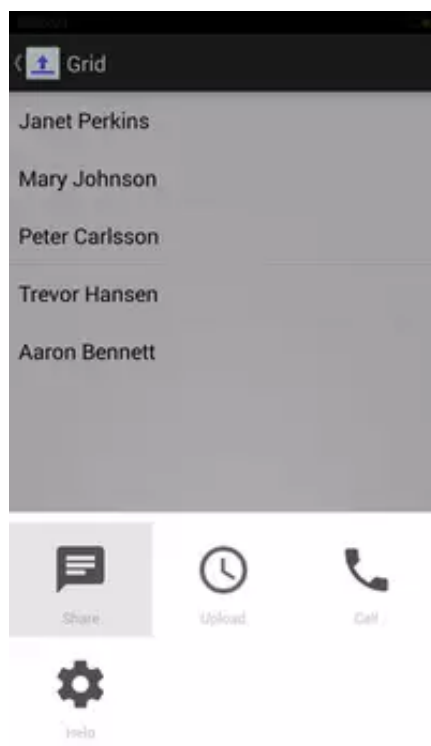 Grid
Janet Perkins
Mary Johnson
Peter Carlsson
Trevor Hansen
Aaron Bennett
Share
Upload
Call
Help